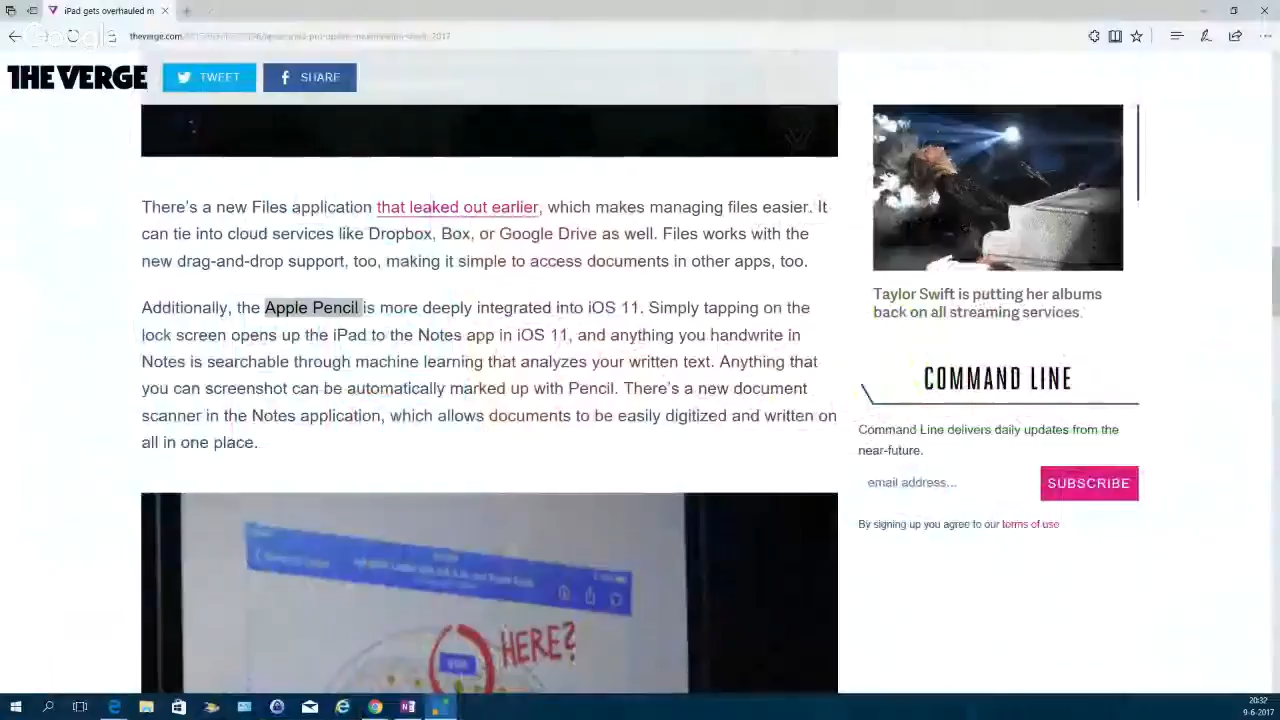 iPad gets overhauled m
theverge.com
THE VERGE
TWEET
SHARE
There's a new Files application that leaked out earlier, which makes managing files easier. It
can tie into cloud services like Dropbox, Box, or Google Drive as well. Files works with the
new drag-and-drop support, too, making it simple to access documents in other apps, too.
Additionally, the Apple Pencil is more deeply integrated into iOS 11. Simply tapping on the
lock screen opens up the iPad to the Notes app in iOS 11, and anything you handwrite in
Notes is searchable through machine learning that analyzes your written text. Anything that
you can screenshot can be automatically marked up with Pencil. There's a new document
scanner in the Notes application, which allows documents to be easily digitized and written on
all in one place.
HERE?
Taylor Swift is putting her albums
back on all streaming services.
COMMAND LINE
Command Line delivers daily updates from the
near-future.
email address...
SUBSCRIBE
By signing up you agree to our terms of use
20:32
9-6-2017